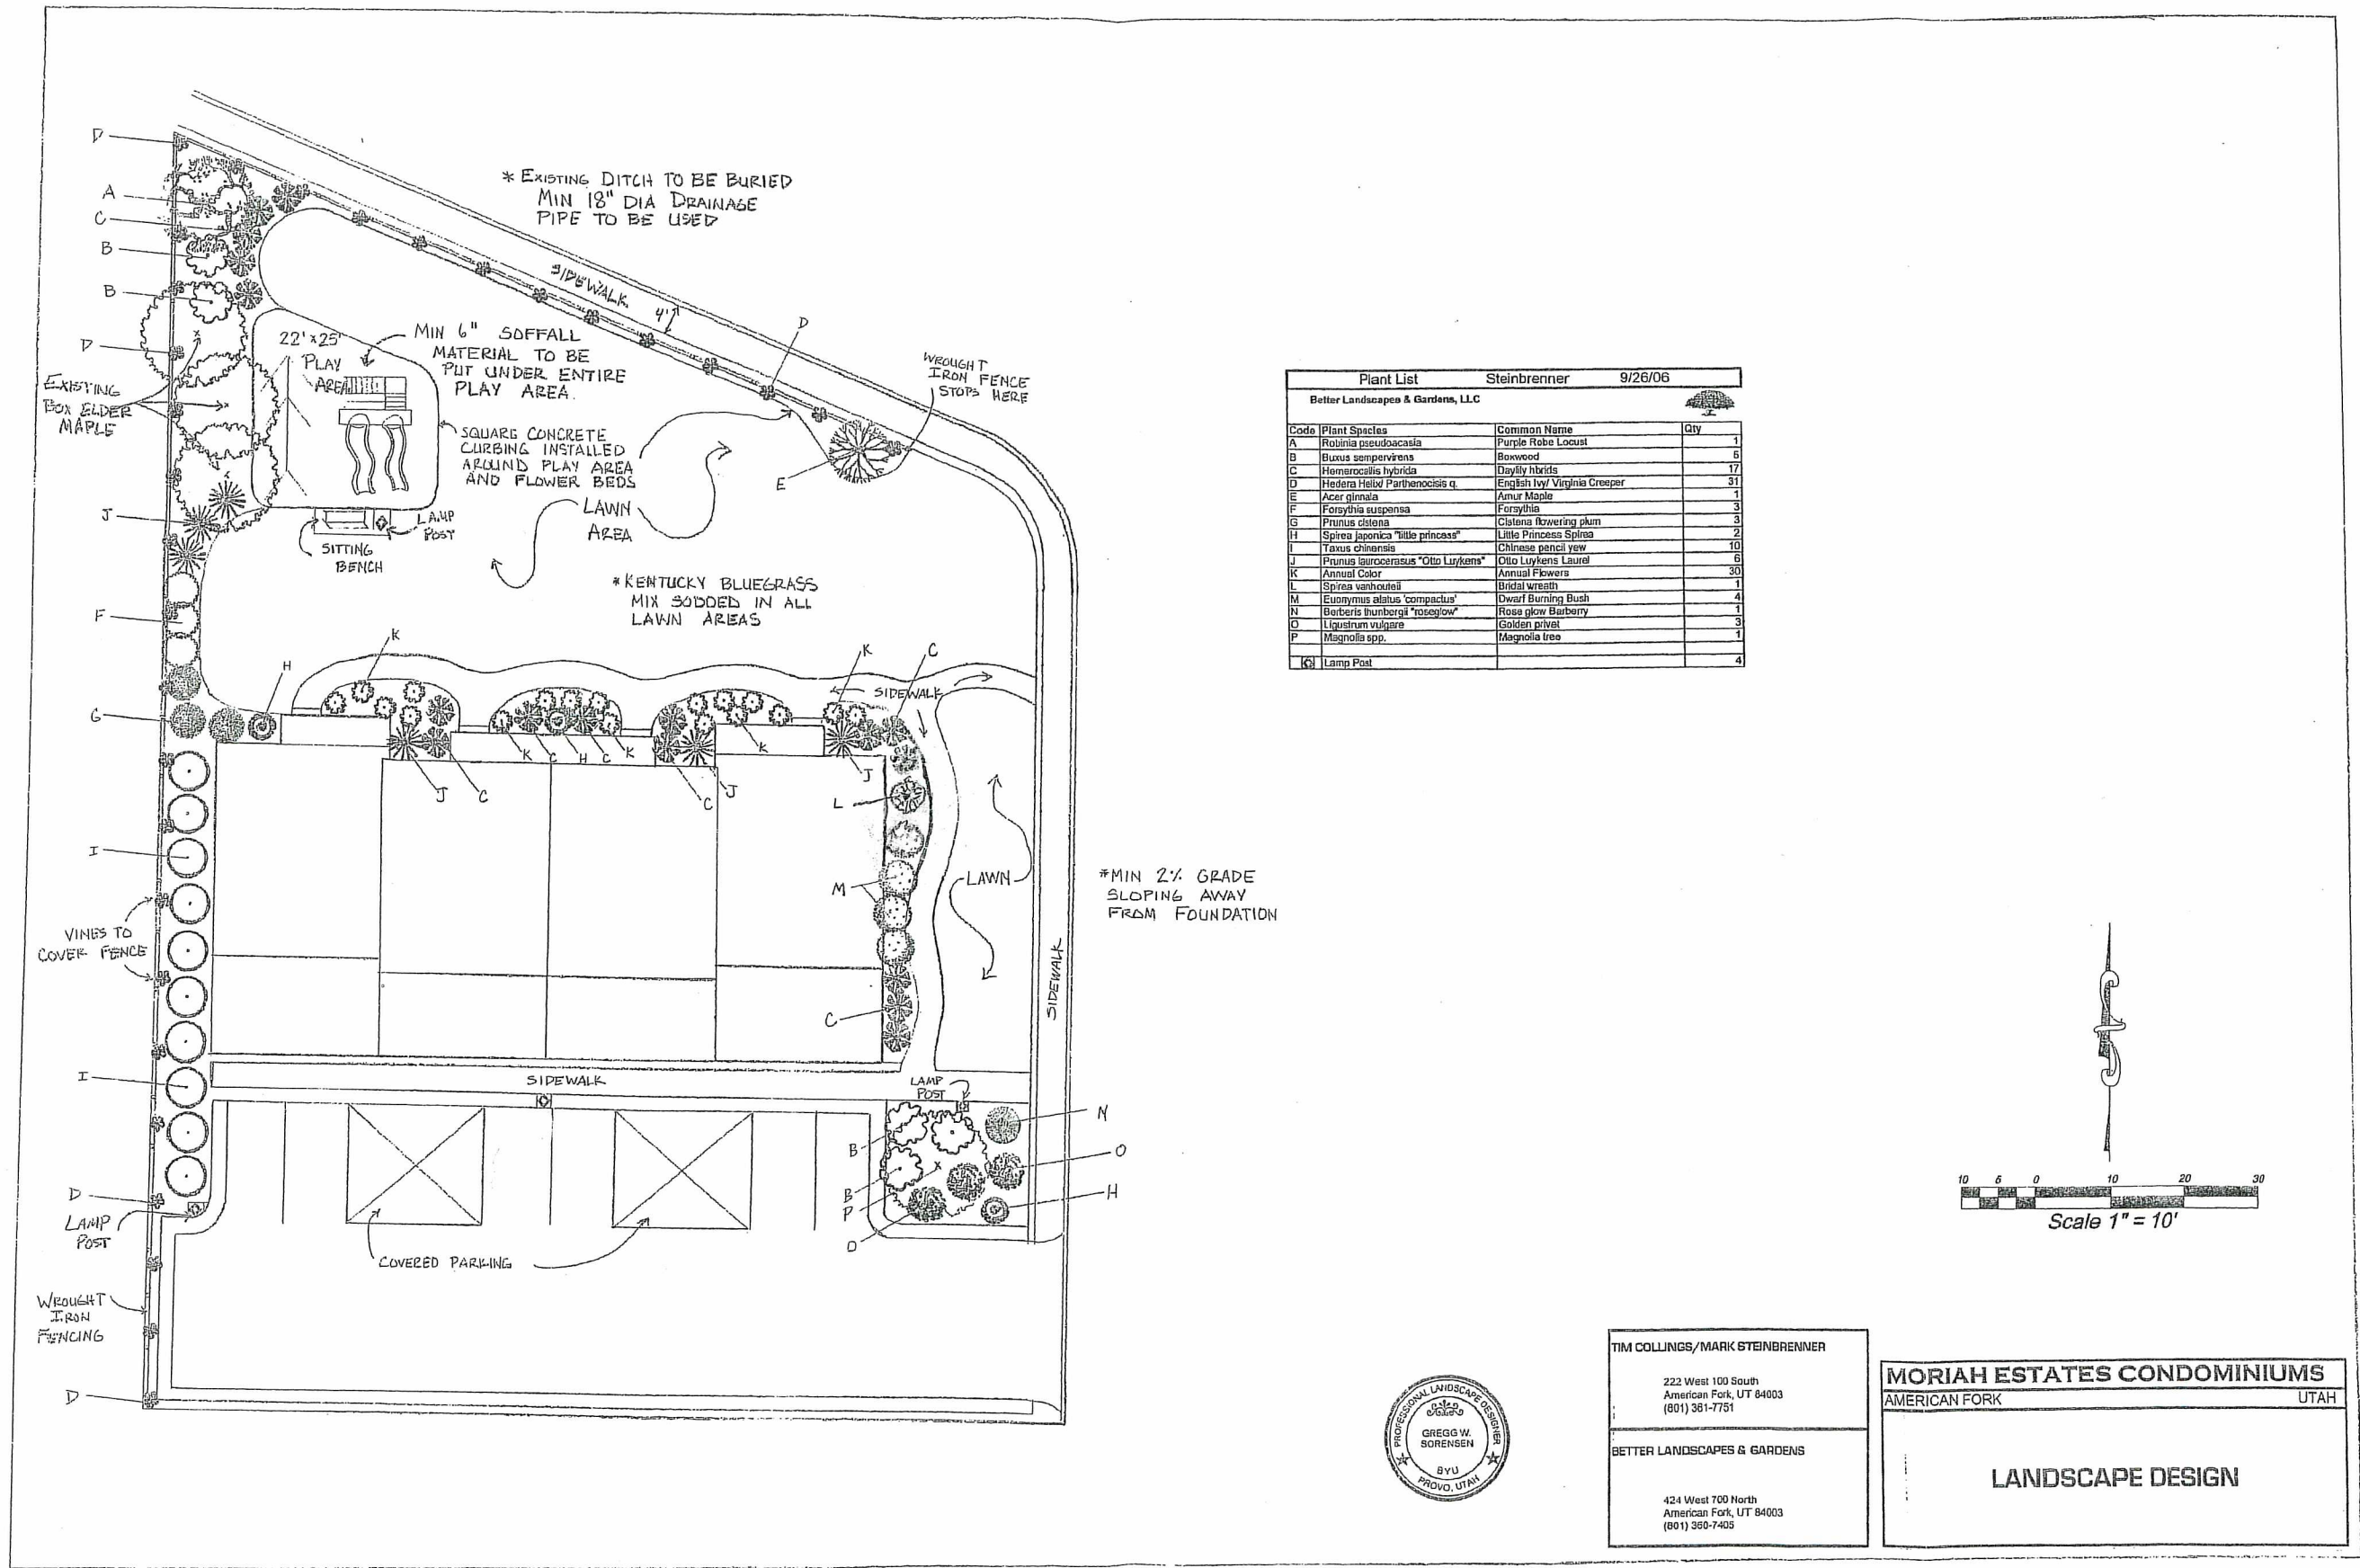 D
A
C
B
B
D
EXISTING
BOX ELDER
MAPLE
J
F
G
I
VINES TO
COVER FENCE
I
D
LAMP
POST
WROUGHT
IRON
FENCING
D
* EXISTING DITCH TO BE BURIED
MIN 18" DIA DRAINAGE
PIPE TO BE USED
SIDEWALK
4'
D
WROUGHT
IRON FENCE
STOPS HERE
E
22'x25'
PLAY
AREA
MIN 6" SOFFALL
MATERIAL TO BE
PUT UNDER ENTIRE
PLAY AREA.
SQUARE CONCRETE
CURBING INSTALLED
AROUND PLAY AREA
AND FLOWER BEDS
LAWN
AREA
LAMP
POST
SITTING
BENCH
*KENTUCKY BLUEGRASS
MIX SODDED IN ALL
LAWN AREAS
H
K
K
C
SIDEWALK
K
C
H
C
K
K
J
C
C
J
J
L
M
LAWN
C
*MIN 2% GRADE
SLOPING AWAY
FROM FOUNDATION
SIDEWALK
SIDEWALK
LAMP
POST
N
B
O
B
H
P
O
COVERED PARKING
Plant List Steinbrenner 9/26/06
Better Landscapes & Gardens, LLC
Code Plant Species Common Name Qty
A Robinia pseudoacasia Purple Robe Locust 1
B Buxus sempervirens Boxwood 6
C Hemerocallis hybrida Daylily hbrids 17
D Hedera Helix/ Parthenocisis q. English Ivy/ Virginia Creeper 31
E Acer ginnala Amur Maple 1
F Forsythia suspensa Forsythia 3
G Prunus cistena Cistena flowering plum 3
H Spirea japonica "little princess" Little Princess Spirea 2
I Taxus chinensis Chinese pencil yew 10
J Prunus laurocerasus "Otto Luykens" Otto Luykens Laurel 6
K Annual Color Annual Flowers 30
L Spirea vanhouteii Bridal wreath 1
M Euonymus alatus 'compactus' Dwarf Burning Bush 4
N Berberis thunbergii "roseglow" Rose glow Barberry 1
O Ligustrum vulgare Golden privet 3
P Magnolia spp. Magnolia tree 1
Lamp Post 4
10 5 0 10 20 30
Scale 1" = 10'
PROFESSIONAL LANDSCAPE DESIGNER
GREGG W.
SORENSEN
BYU
PROVO, UTAH
TIM COLLINGS/MARK STEINBRENNER
222 West 100 South
American Fork, UT 84003
(801) 361-7751
BETTER LANDSCAPES & GARDENS
424 West 700 North
American Fork, UT 84003
(801) 360-7405
MORIAH ESTATES CONDOMINIUMS
AMERICAN FORK UTAH
LANDSCAPE DESIGN